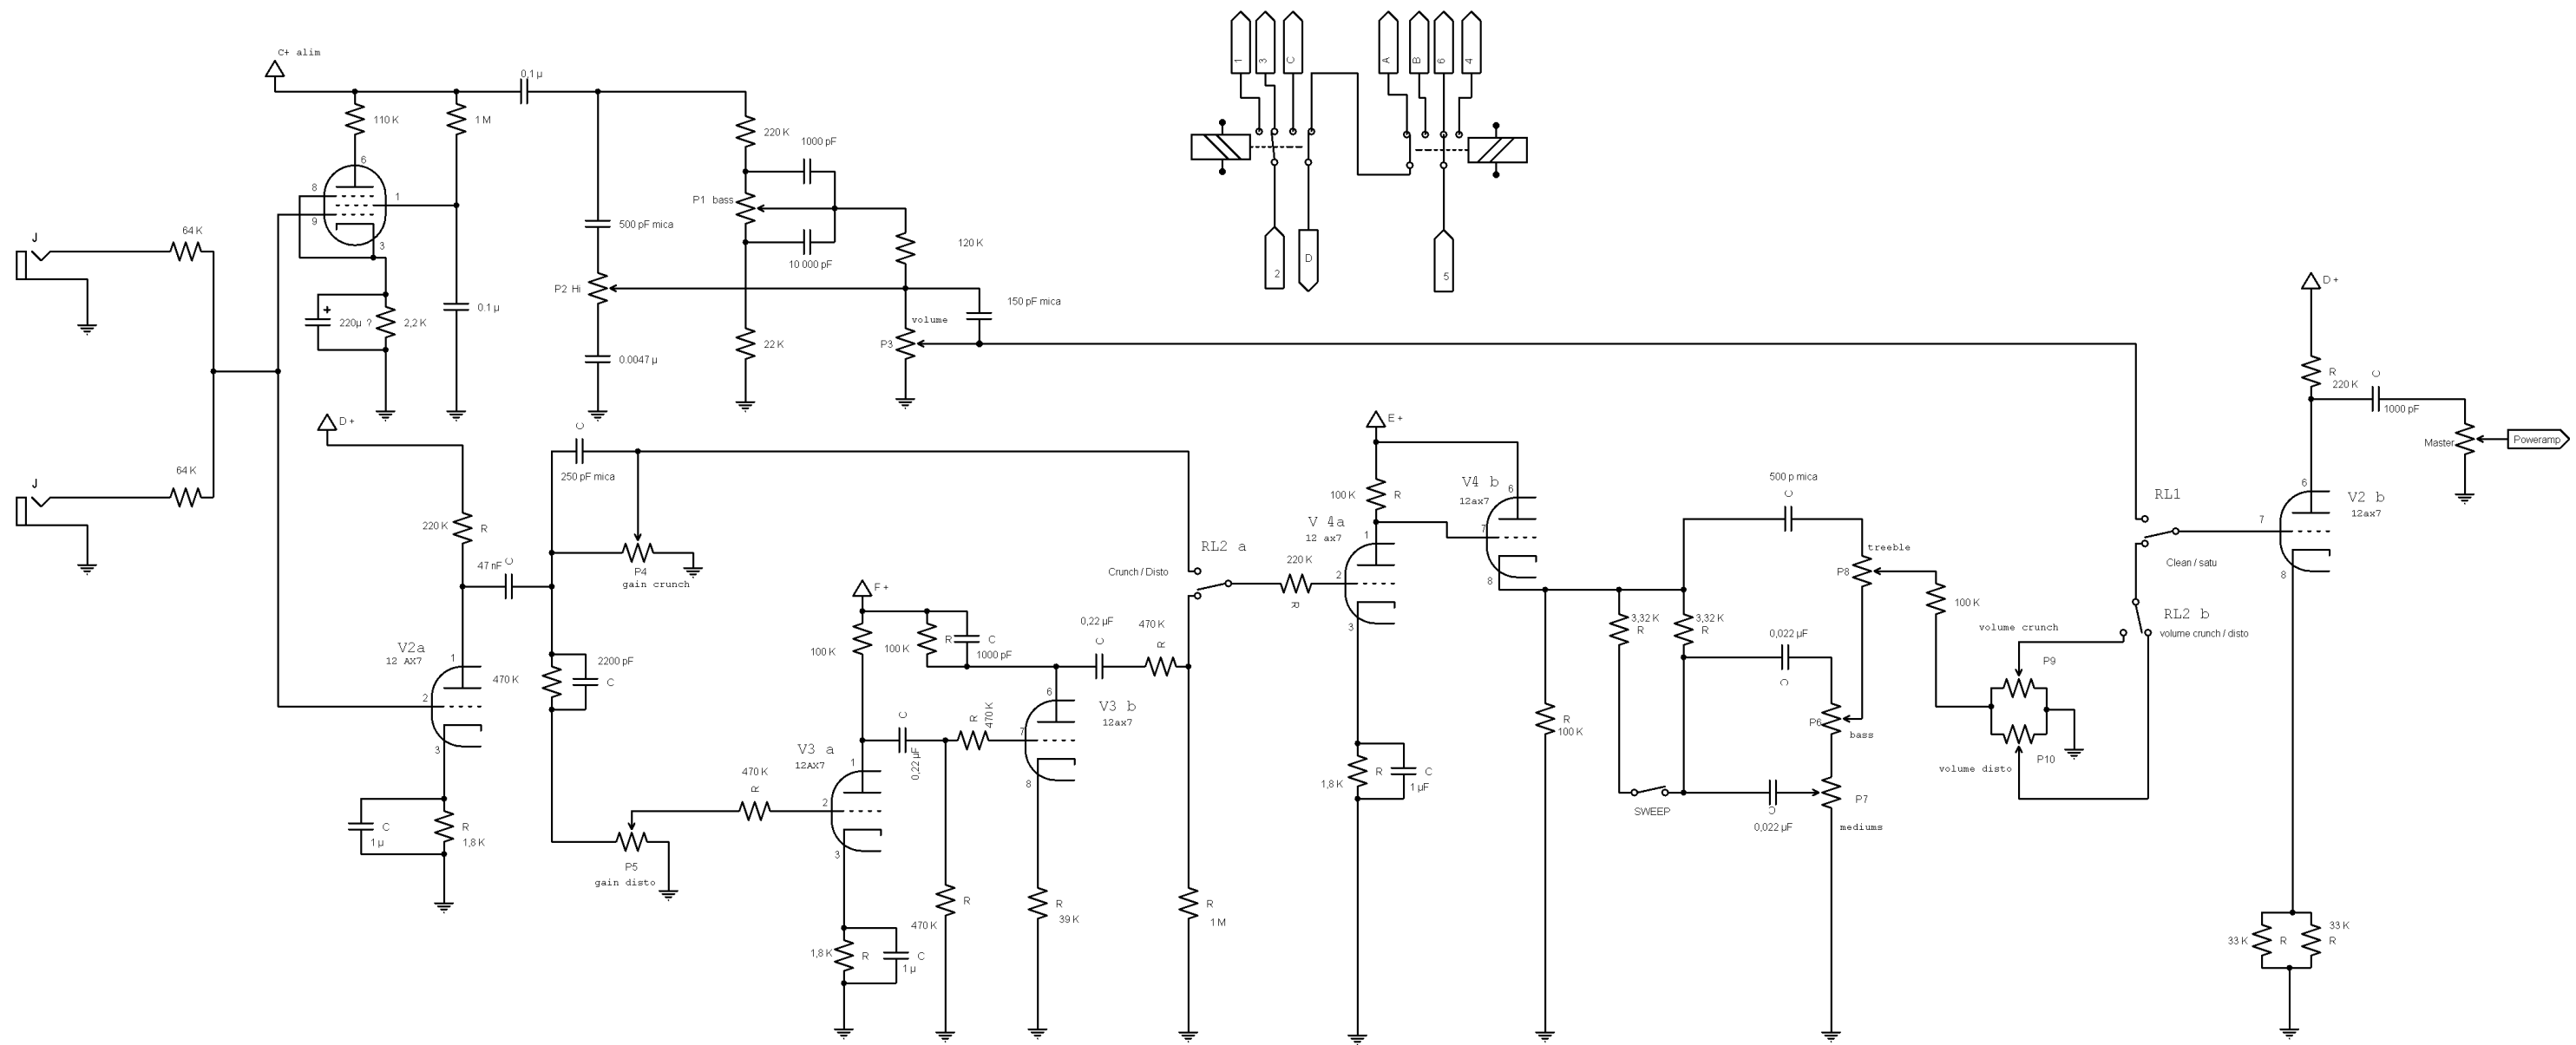 C+ alim
0,1 µ
110 K
1 M
6
8
9
1
3
64 K
J
220µ ?
+
2,2 K
0.1 µ
500 pF mica
P2 Hi
0.0047 µ
220 K
1000 pF
P1 bass
10 000 pF
22 K
120 K
150 pF mica
volume
P3
1
3
C
A
B
6
4
2
D
5
64 K
J
D +
220 K
R
47 nF
C
C
250 pF mica
P4
gain crunch
V2a
12 AX7
1
2
3
470 K
2200 pF
C
C
1 µ
R
1,8 K
P5
gain disto
470 K
R
V3 a
12AX7
1
2
3
F +
100 K
100 K
R
C
1000 pF
C
0,22 µF
R
470 K
1,8 K
R
C
1 µ
R
470 K
V3 b
12ax7
6
7
8
R
39 K
0,22 µF
C
470 K
R
R
1 M
RL2 a
Crunch / Disto
220 K
R
E +
100 K
R
V 4a
12 ax7
1
2
3
1,8 K
R
C
1 µF
V4 b
12ax7
6
7
8
R
100 K
3,32 K
R
3,32 K
R
SWEEP
500 p mica
C
0,022 µF
C
C
0,022 µF
treeble
P8
P6
bass
P7
mediums
100 K
volume crunch
P9
P10
volume disto
RL1
Clean / satu
RL2 b
volume crunch / disto
D +
R
220 K
C
1000 pF
Master
Poweramp
V2 b
12ax7
6
7
8
33 K
R
33 K
R